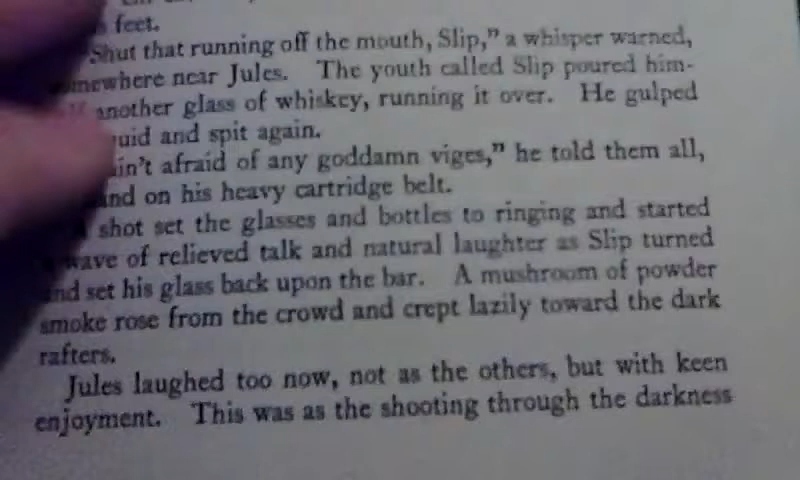 feet.
Shut that running off the mouth, Slip," a whisper warned,
somewhere near Jules. The youth called Slip poured him-
another glass of whiskey, running it over. He gulped
and spit again.
ain't afraid of any goddamn viges," he told them all,
on his heavy cartridge belt.
shot set the glasses and bottles to ringing and started
wave of relieved talk and natural laughter as Slip turned
and set his glass back upon the bar. A mushroom of powder
smoke rose from the crowd and crept lazily toward the dark
rafters.
Jules laughed too now, not as the others, but with keen
enjoyment. This was as the shooting through the darkness